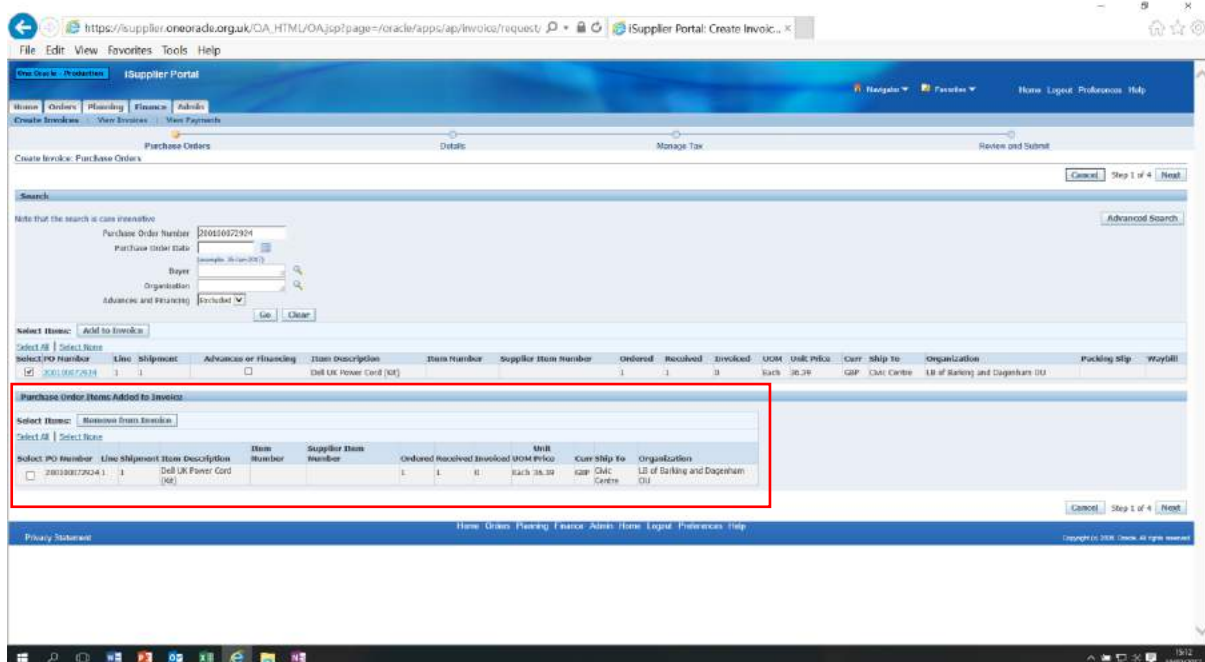 https://isupplier.oneoracle.org.uk/OA_HTML/OA.jsp?page=/oracle/apps/ap/invoice/request/
iSupplier Portal: Create Invoic...
File Edit View Favorites Tools Help
One Oracle - Production iSupplier Portal
Navigator Favorites Home Logout Preferences Help
Home Orders Planning Finance Admin
Create Invoices View Invoices View Payments
Purchase Orders Details Manage Tax Review and Submit
Create Invoice: Purchase Orders
Cancel Step 1 of 4 Next
Search
Note that the search is case insensitive
Advanced Search
Purchase Order Number 200100072924
Purchase Order Date
Buyer
Organization
Advances and Financing Excluded
Go Clear
Select Items: Add to Invoice
Select All | Select None
Select PO Number Line Shipment Advances or Financing Item Description Item Number Supplier Item Number Ordered Received Invoiced UOM Unit Price Curr Ship To Organization Packing Slip Waybill
200100072924 1 1 Dell UK Power Cord (Kit) 1 1 0 Each 36.39 GBP Civic Centre LB of Barking and Dagenham OU
Purchase Order Items Added to Invoice
Select Items: Remove from Invoice
Select All | Select None
Select PO Number Line Shipment Item Description Item Number Supplier Item Number Ordered Received Invoiced UOM Unit Price Curr Ship To Organization
200100072924 1 1 Dell UK Power Cord (Kit) 1 1 0 Each 36.39 GBP Civic Centre LB of Barking and Dagenham OU
Cancel Step 1 of 4 Next
Home Orders Planning Finance Admin Home Logout Preferences Help
Privacy Statement
Copyright (c) 2006, Oracle. All rights reserved.
15:12